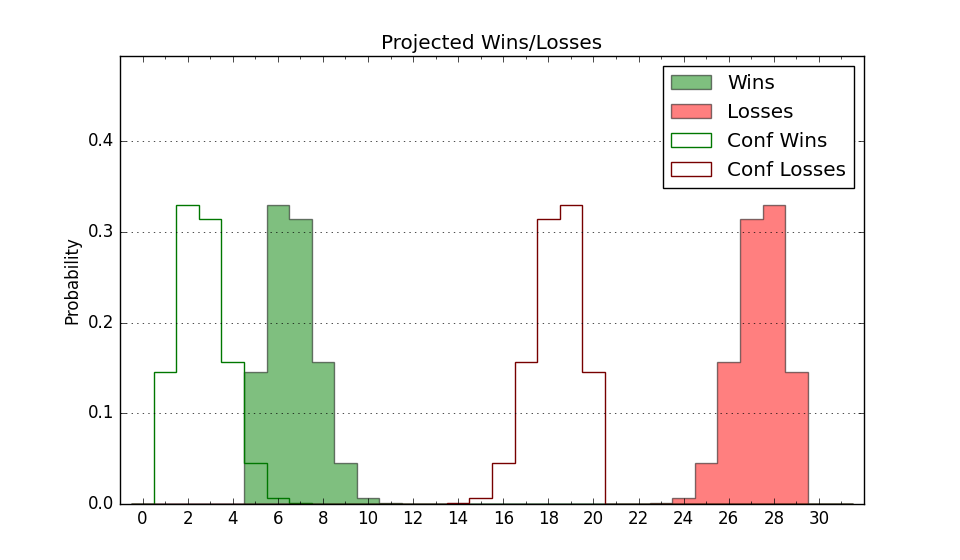 Projected Wins/Losses
Wins
Losses
Conf Wins
Conf Losses
Probability
0.4
0.3
0.2
0.1
0.0
0 2 4 6 8 10 12 14 16 18 20 22 24 26 28 30